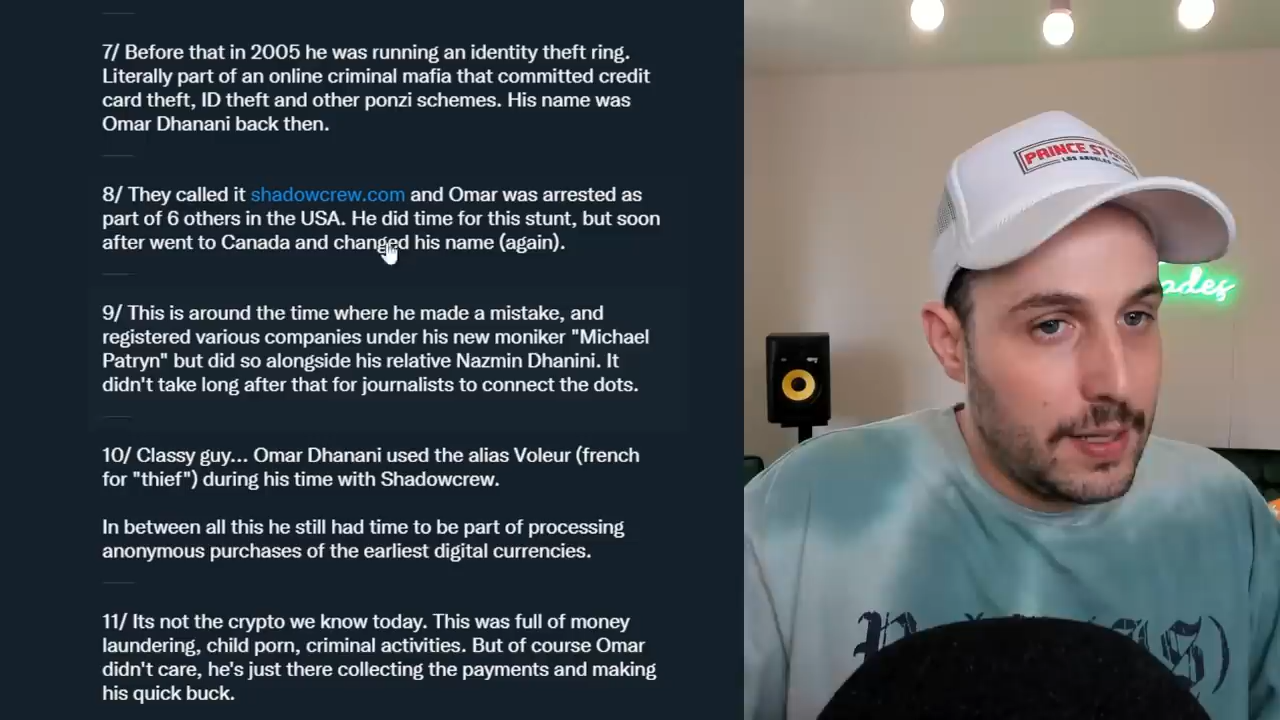 7/ Before that in 2005 he was running an identity theft ring.
Literally part of an online criminal mafia that committed credit
card theft, ID theft and other ponzi schemes. His name was
Omar Dhanani back then.
8/ They called it shadowcrew.com and Omar was arrested as
part of 6 others in the USA. He did time for this stunt, but soon
after went to Canada and changed his name (again).
9/ This is around the time where he made a mistake, and
registered various companies under his new moniker "Michael
Patryn" but did so alongside his relative Nazmin Dhanini. It
didn't take long after that for journalists to connect the dots.
10/ Classy guy... Omar Dhanani used the alias Voleur (french
for "thief") during his time with Shadowcrew.
In between all this he still had time to be part of processing
anonymous purchases of the earliest digital currencies.
11/ Its not the crypto we know today. This was full of money
laundering, child porn, criminal activities. But of course Omar
didn't care, he's just there collecting the payments and making
his quick buck.
PRINCE ST
LOS ANGELES
ades